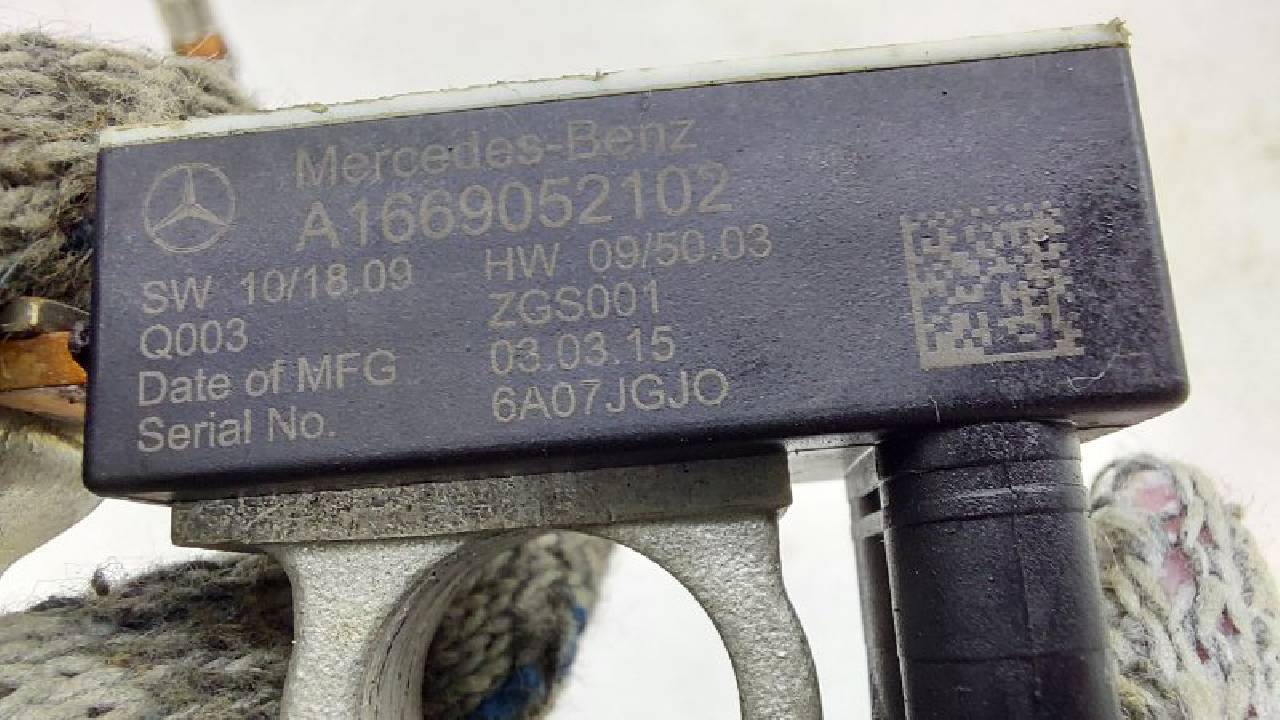 Mercedes-Benz
A1669052102
SW 10/18.09 HW 09/50.03
Q003 ZGS001
Date of MFG 03.03.15
Serial No. 6A07JGJO